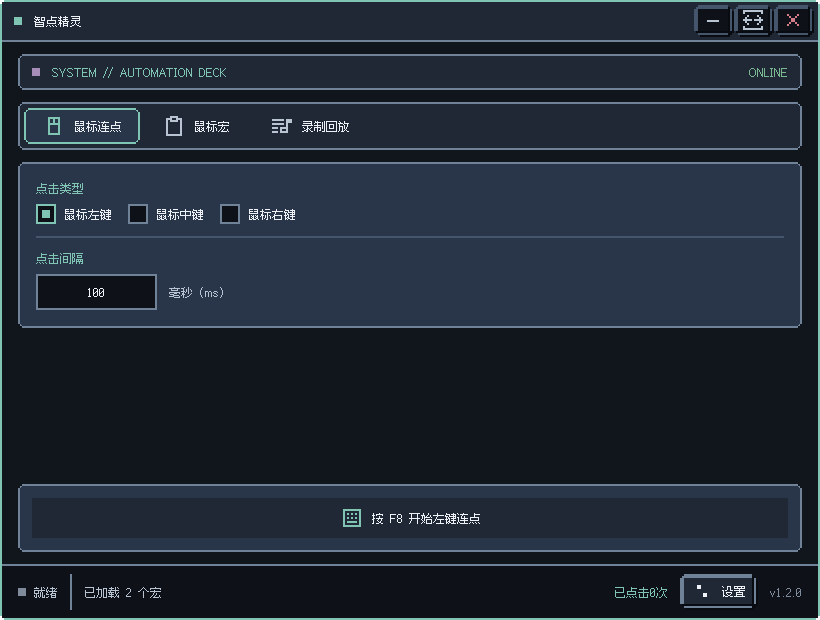 智点精灵
SYSTEM // AUTOMATION DECK ONLINE
鼠标连点 鼠标宏 录制回放
点击类型
鼠标左键 鼠标中键 鼠标右键
点击间隔
100 毫秒 (ms)
按 F8 开始左键连点
就绪 已加载 2 个宏 已点击0次 设置 v1.2.0